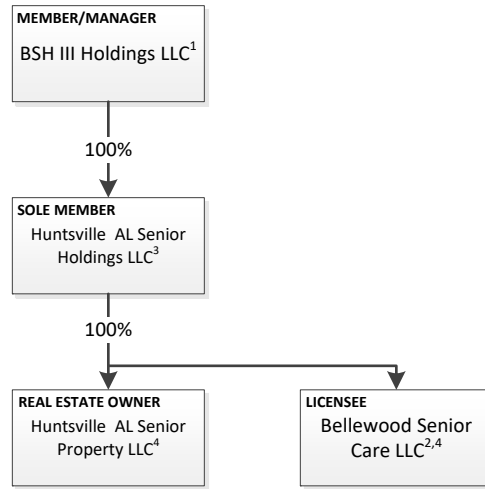 MEMBER/MANAGER
BSH III Holdings LLC¹
100%
SOLE MEMBER
Huntsville AL Senior
Holdings LLC³
100%
REAL ESTATE OWNER
Huntsville AL Senior
Property LLC⁴
LICENSEE
Bellewood Senior
Care LLC²,⁴